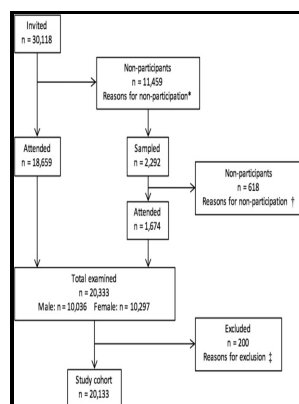 Invited
n = 30,118
Non-participants
n = 11,459
Reasons for non-participation*
Attended
n = 18,659
Sampled
n = 2,292
Non-participants
n = 618
Reasons for non-participation †
Attended
n = 1,674
Total examined
n = 20,333
Male: n = 10,036 Female: n = 10,297
Excluded
n = 200
Reasons for exclusion ‡
Study cohort
n = 20,133